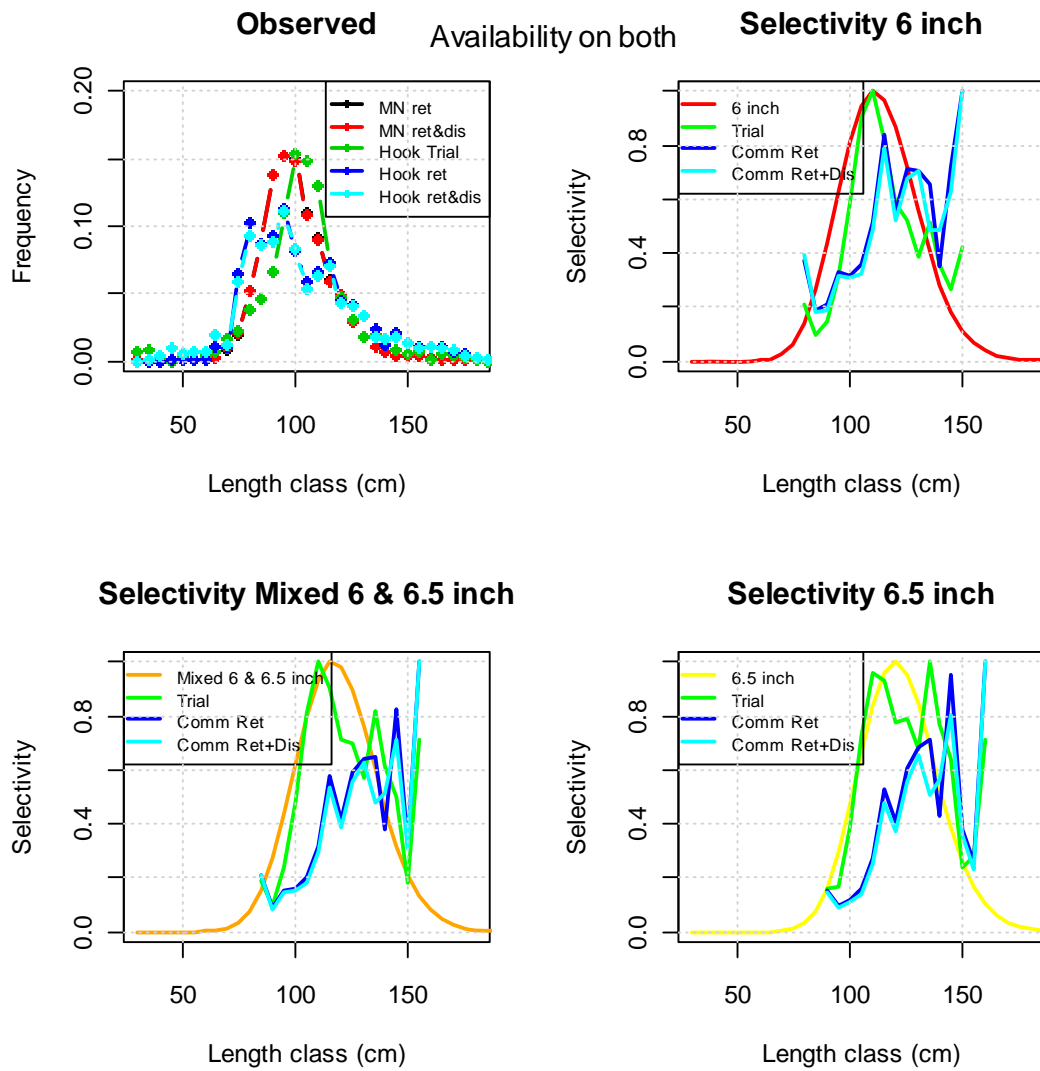 Availability on both
Observed
Frequency
0.00 0.10 0.20
MN ret
MN ret&dis
Hook Trial
Hook ret
Hook ret&dis
50 100 150
Length class (cm)
Selectivity 6 inch
Selectivity
0.0 0.4 0.8
6 inch
Trial
Comm Ret
Comm Ret+Dis
50 100 150
Length class (cm)
Selectivity Mixed 6 & 6.5 inch
Selectivity
0.0 0.4 0.8
Mixed 6 & 6.5 inch
Trial
Comm Ret
Comm Ret+Dis
50 100 150
Length class (cm)
Selectivity 6.5 inch
Selectivity
0.0 0.4 0.8
6.5 inch
Trial
Comm Ret
Comm Ret+Dis
50 100 150
Length class (cm)